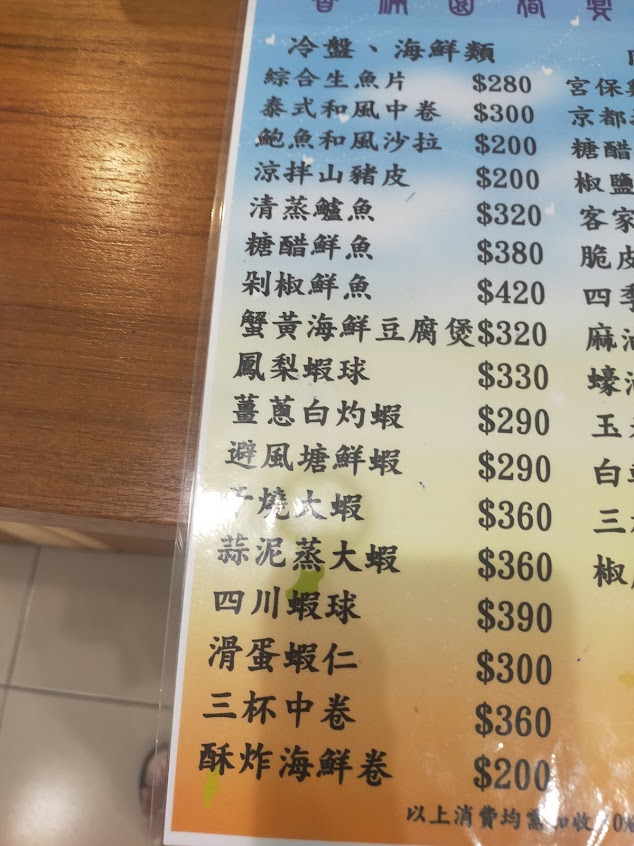 冷盤、海鮮類
綜合生魚片 $280
泰式和風中卷 $300
鮑魚和風沙拉 $200
涼拌山豬皮 $200
清蒸鱸魚 $320
糖醋鮮魚 $380
剁椒鮮魚 $420
蟹黃海鮮豆腐煲$320
鳳梨蝦球 $330
薑蔥白灼蝦 $290
避風塘鮮蝦 $290
燒大蝦 $360
蒜泥蒸大蝦 $360
四川蝦球 $390
滑蛋蝦仁 $300
三杯中卷 $360
酥炸海鮮卷 $200
以上消費均需加收
宮保
京都
糖醋
椒鹽
客家
脆皮
四季
麻油
蠔油
玉
白
三
椒